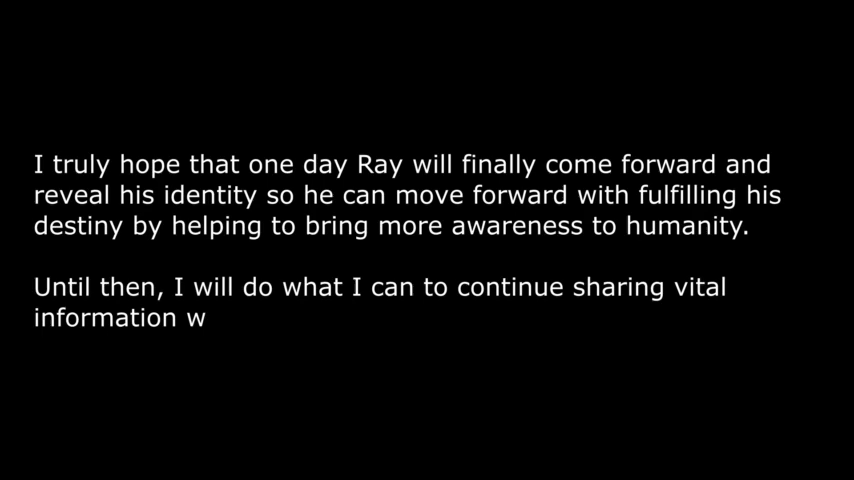 I truly hope that one day Ray will finally come forward and
reveal his identity so he can move forward with fulfilling his
destiny by helping to bring more awareness to humanity.
Until then, I will do what I can to continue sharing vital
information w